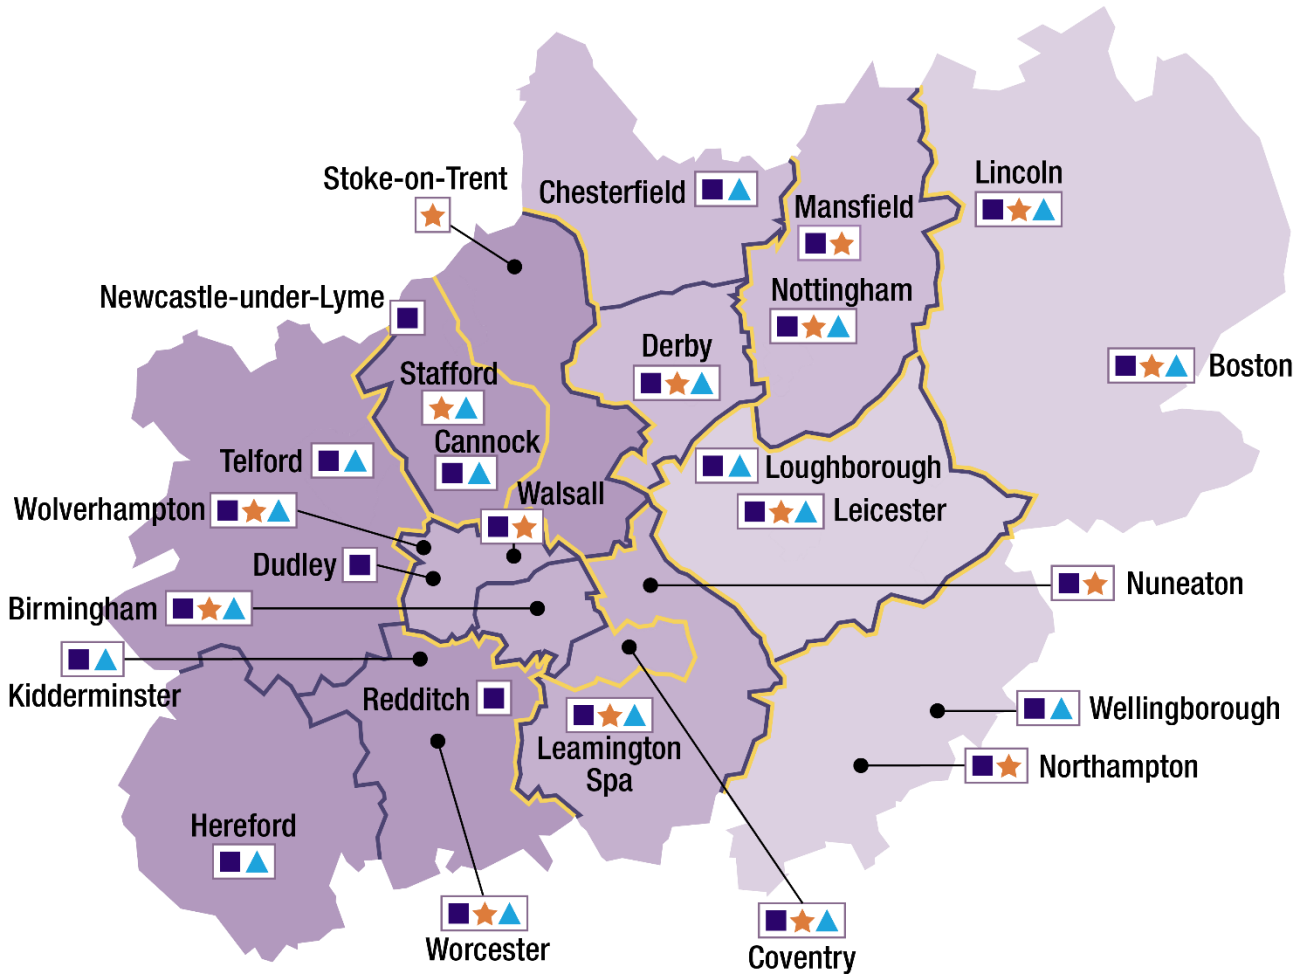 Stoke-on-Trent
Chesterfield
Lincoln
Mansfield
Newcastle-under-Lyme
Nottingham
Derby
Stafford
Boston
Cannock
Telford
Loughborough
Walsall
Wolverhampton
Leicester
Dudley
Nuneaton
Birmingham
Kidderminster
Redditch
Wellingborough
Leamington
Spa
Northampton
Hereford
Worcester
Coventry